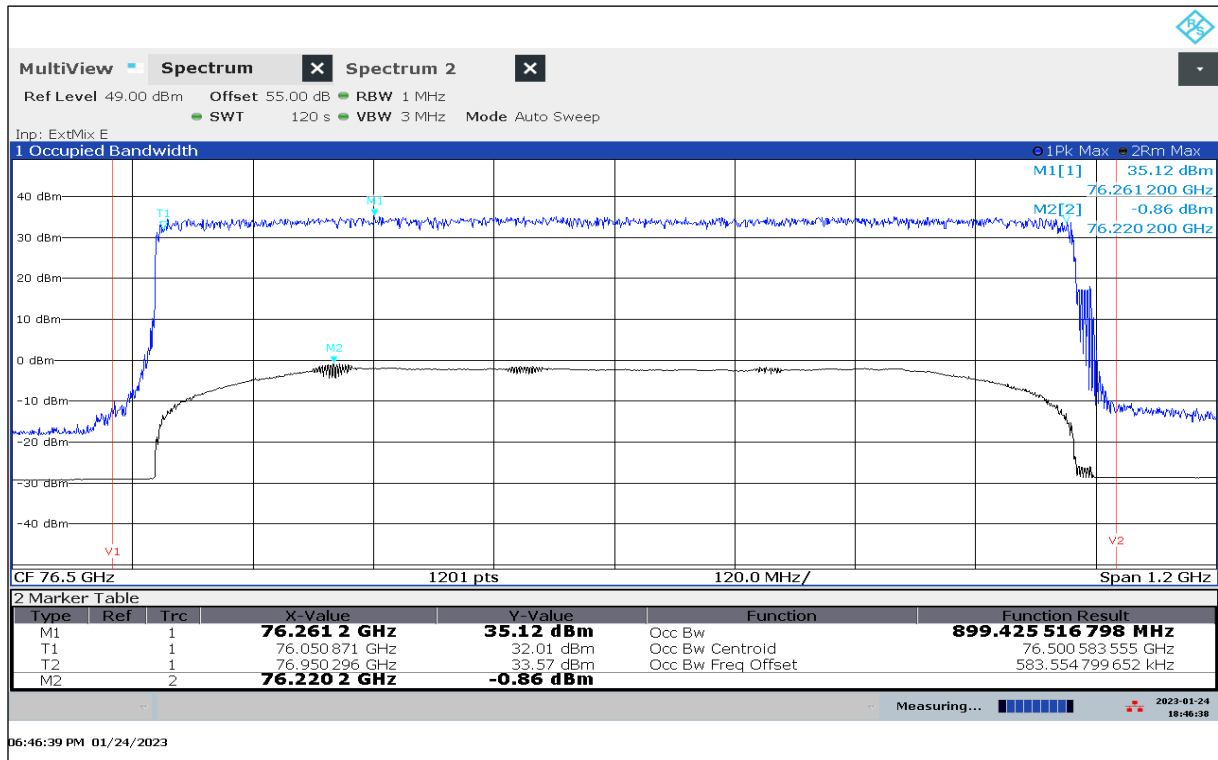 R&S
MultiView Spectrum X Spectrum 2 X
Ref Level 49.00 dBm Offset 55.00 dB RBW 1 MHz
SWT 120 s VBW 3 MHz Mode Auto Sweep
Inp: ExtMix E
1 Occupied Bandwidth 1Pk Max 2Rm Max
M1[1] 35.12 dBm
76.261 200 GHz
M2[2] -0.86 dBm
76.220 200 GHz
40 dBm
M1
T1
T2
30 dBm
20 dBm
10 dBm
M2
0 dBm
-10 dBm
-20 dBm
-30 dBm
-40 dBm
V1 V2
CF 76.5 GHz 1201 pts 120.0 MHz/ Span 1.2 GHz
2 Marker Table
Type Ref Trc X-Value Y-Value Function Function Result
M1 1 76.261 2 GHz 35.12 dBm Occ Bw 899.425 516 798 MHz
T1 1 76.050 871 GHz 32.01 dBm Occ Bw Centroid 76.500 583 555 GHz
T2 1 76.950 296 GHz 33.57 dBm Occ Bw Freq Offset 583.554 799 652 kHz
M2 2 76.220 2 GHz -0.86 dBm
Measuring... 2023-01-24
18:46:38
06:46:39 PM 01/24/2023